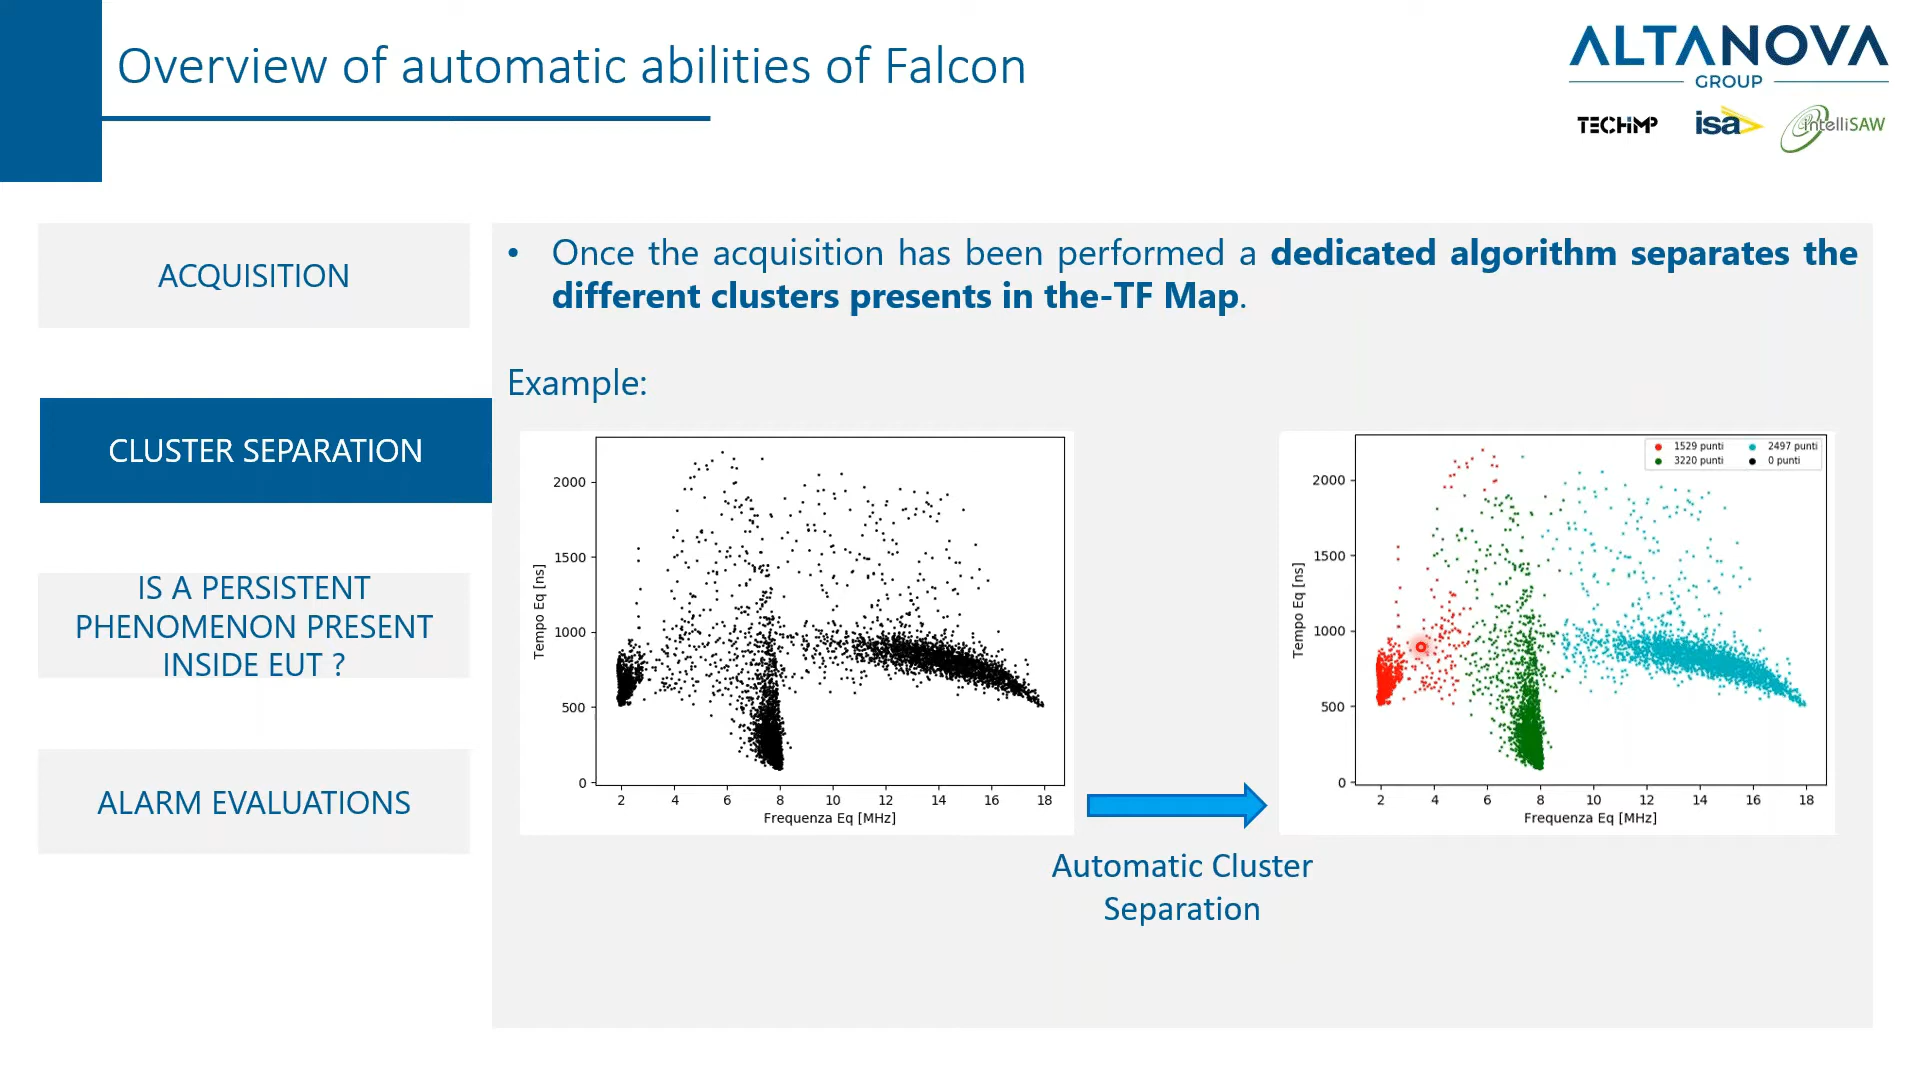 Overview of automatic abilities of Falcon
ALTANOVA
GROUP
TECHIMP
isa
intelliSAW
ACQUISITION
CLUSTER SEPARATION
IS A PERSISTENT
PHENOMENON PRESENT
INSIDE EUT ?
ALARM EVALUATIONS
• Once the acquisition has been performed a dedicated algorithm separates the
different clusters presents in the-TF Map.
Example:
2000
1500
1000
500
0
Tempo Eq [ns]
2 4 6 8 10 12 14 16 18
Frequenza Eq [MHz]
Automatic Cluster
Separation
1529 punti 2497 punti
3220 punti 0 punti
2000
1500
1000
500
0
Tempo Eq [ns]
2 4 6 8 10 12 14 16 18
Frequenza Eq [MHz]